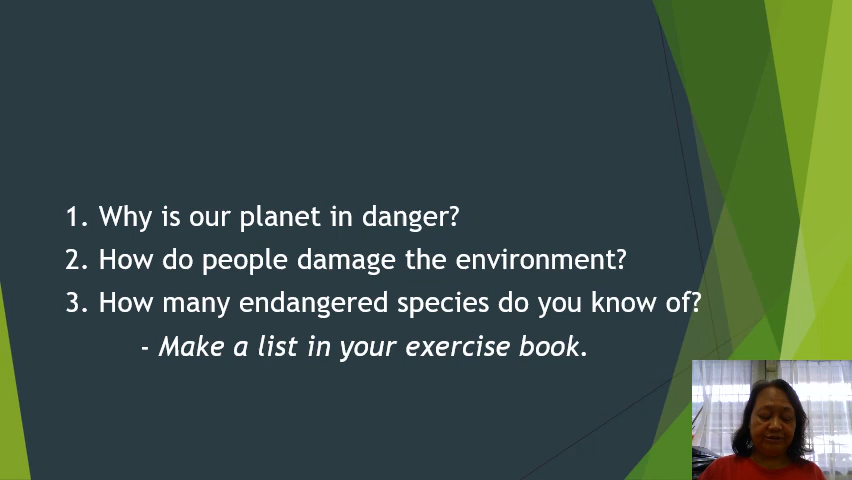 1. Why is our planet in danger?
2. How do people damage the environment?
3. How many endangered species do you know of?
- Make a list in your exercise book.